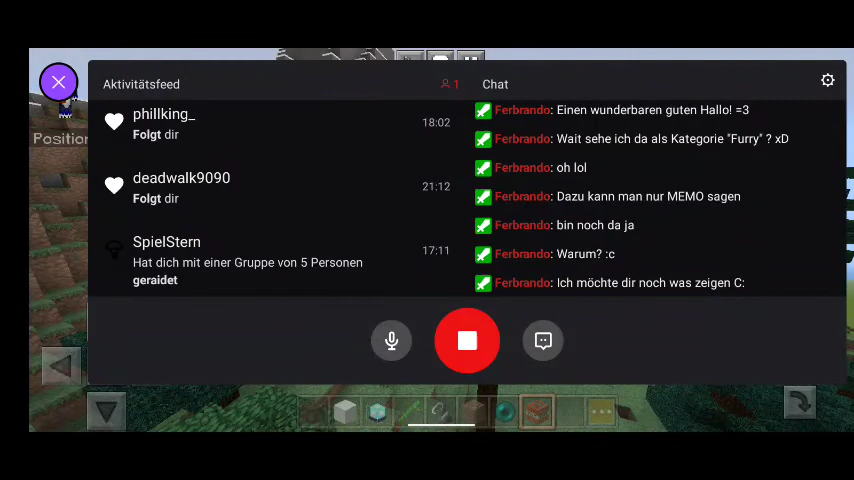 Aktivitätsfeed
1
Chat
phillking_
Folgt dir
18:02
deadwalk9090
Folgt dir
21:12
SpielStern
Hat dich mit einer Gruppe von 5 Personen
geraidet
17:11
Ferbrando: Einen wunderbaren guten Hallo! =3
Ferbrando: Wait sehe ich da als Kategorie "Furry" ? xD
Ferbrando: oh lol
Ferbrando: Dazu kann man nur MEMO sagen
Ferbrando: bin noch da ja
Ferbrando: Warum? :c
Ferbrando: Ich möchte dir noch was zeigen C:
Position